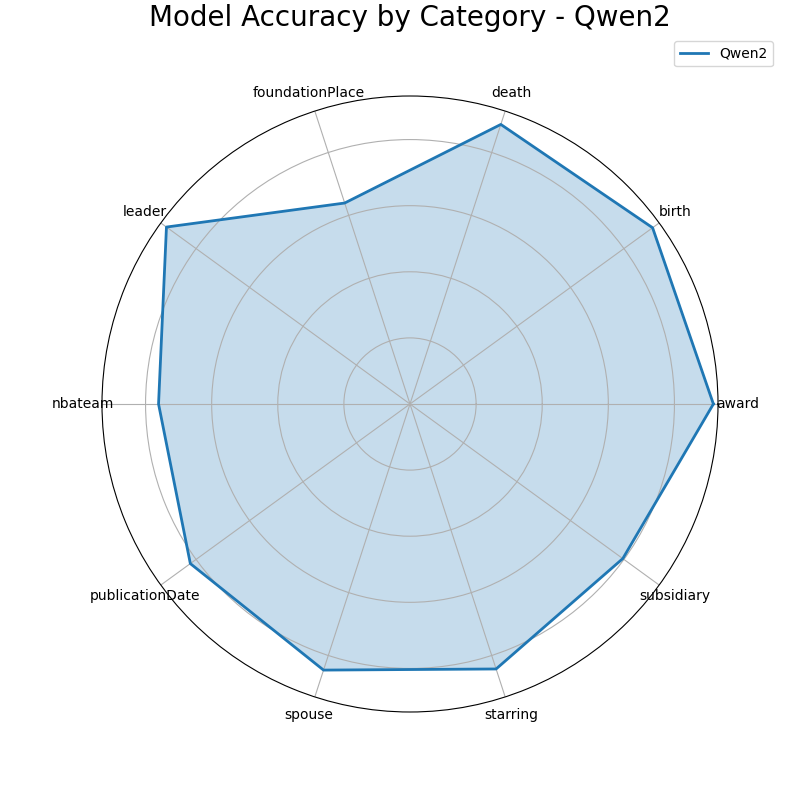 Model Accuracy by Category - Qwen2
Qwen2
foundationPlace
death
leader
birth
nbateam
award
publicationDate
subsidiary
spouse
starring